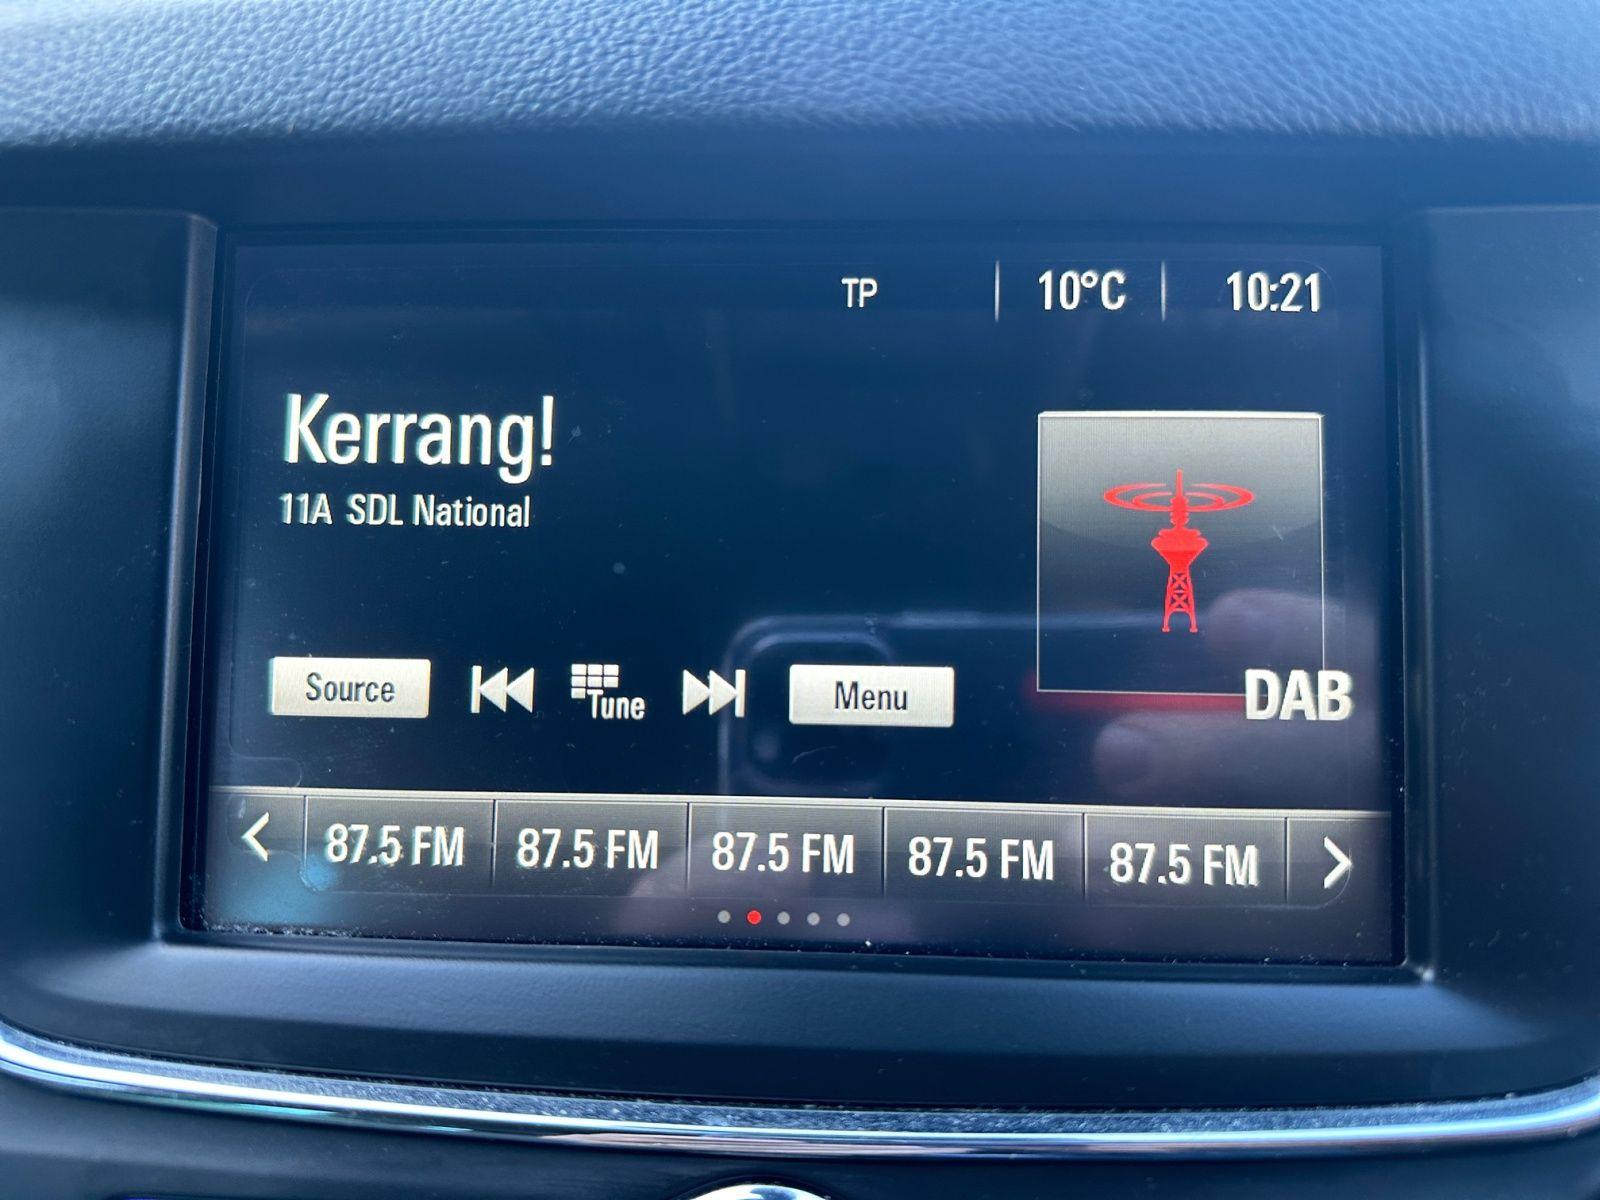 TP 10°C 10:21
Kerrang!
11A SDL National
Source Tune Menu
DAB
87.5 FM 87.5 FM 87.5 FM 87.5 FM 87.5 FM